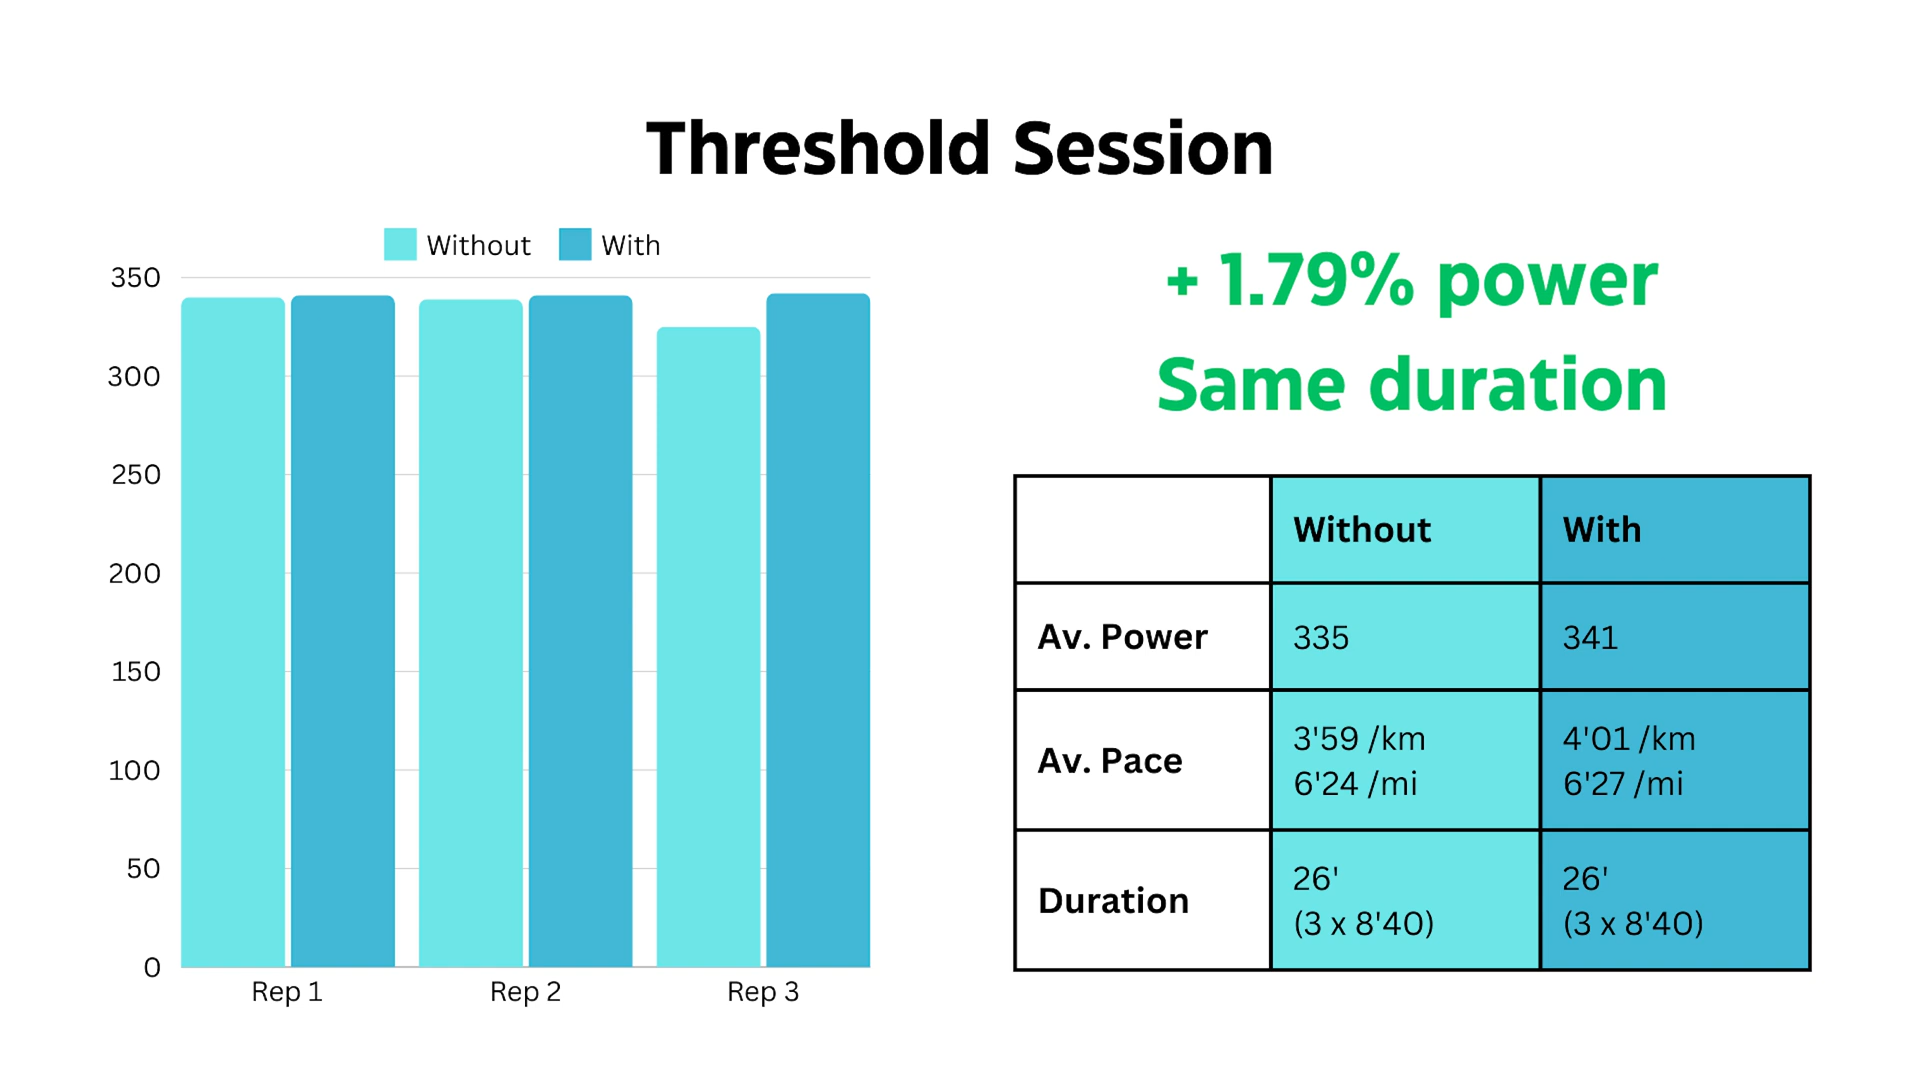 Threshold Session
Without With
350
300
250
200
150
100
50
0
Rep 1 Rep 2 Rep 3
+ 1.79% power
Same duration
Without With
Av. Power 335 341
Av. Pace 3'59 /km 6'24 /mi 4'01 /km 6'27 /mi
Duration 26' (3 x 8'40) 26' (3 x 8'40)